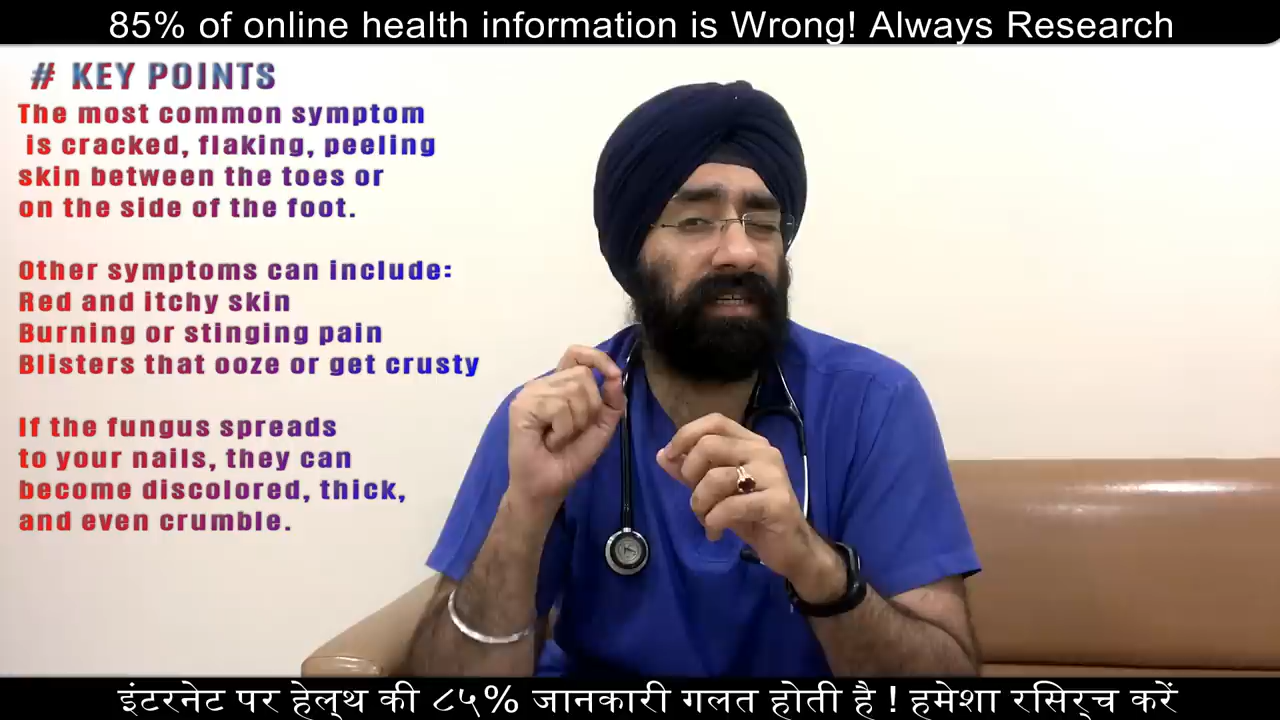 85% of online health information is Wrong! Always Research
# KEY POINTS
The most common symptom
is cracked, flaking, peeling
skin between the toes or
on the side of the foot.
Other symptoms can include:
Red and itchy skin
Burning or stinging pain
Blisters that ooze or get crusty
If the fungus spreads
to your nails, they can
become discolored, thick,
and even crumble.
इंटरनेट पर हेल्थ की ८५% जानकारी गलत होती है ! हमेशा रिसर्च करें